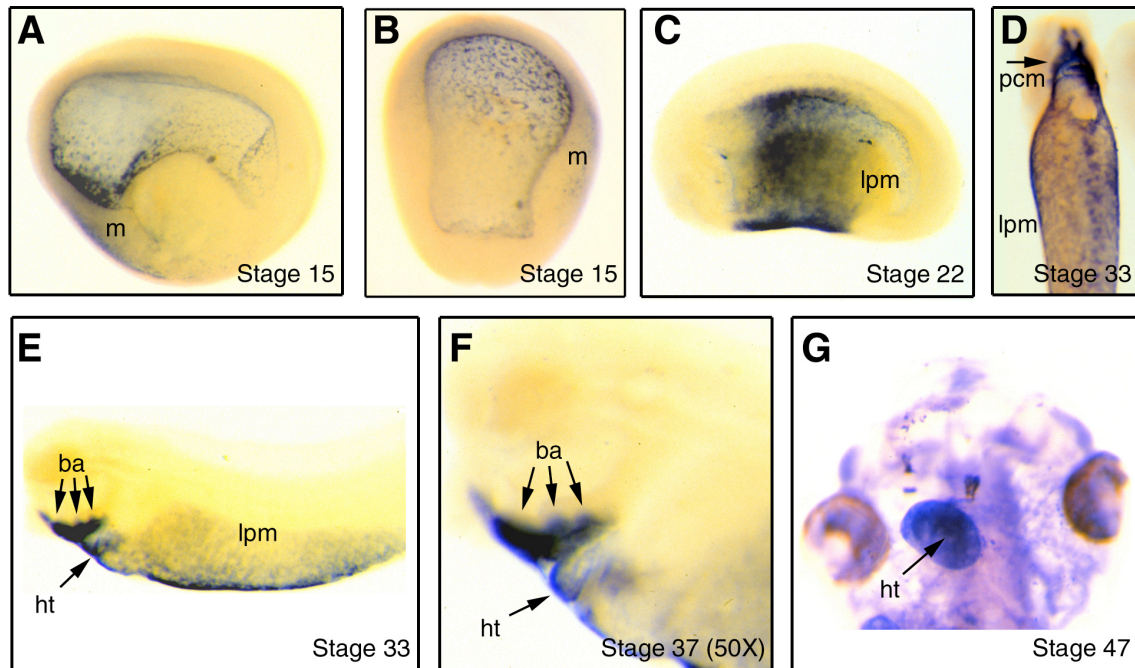 A
m
Stage 15
B
m
Stage 15
C
lpm
Stage 22
D
pcm
lpm
Stage 33
E
ba
lpm
ht
Stage 33
F
ba
ht
Stage 37 (50X)
G
ht
Stage 47